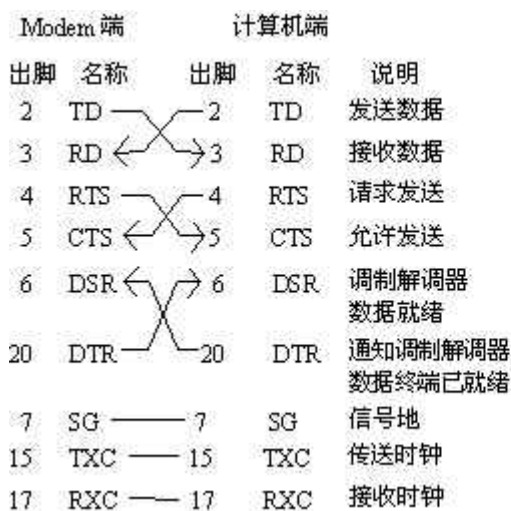 Modem 端 计算机端
出脚 名称 出脚 名称 说明
2 TD 2 TD 发送数据
3 RD 3 RD 接收数据
4 RTS 4 RTS 请求发送
5 CTS 5 CTS 允许发送
6 DSR 6 DSR 调制解调器
数据就绪
20 DTR 20 DTR 通知调制解调器
数据终端已就绪
7 SG 7 SG 信号地
15 TXC 15 TXC 传送时钟
17 RXC 17 RXC 接收时钟